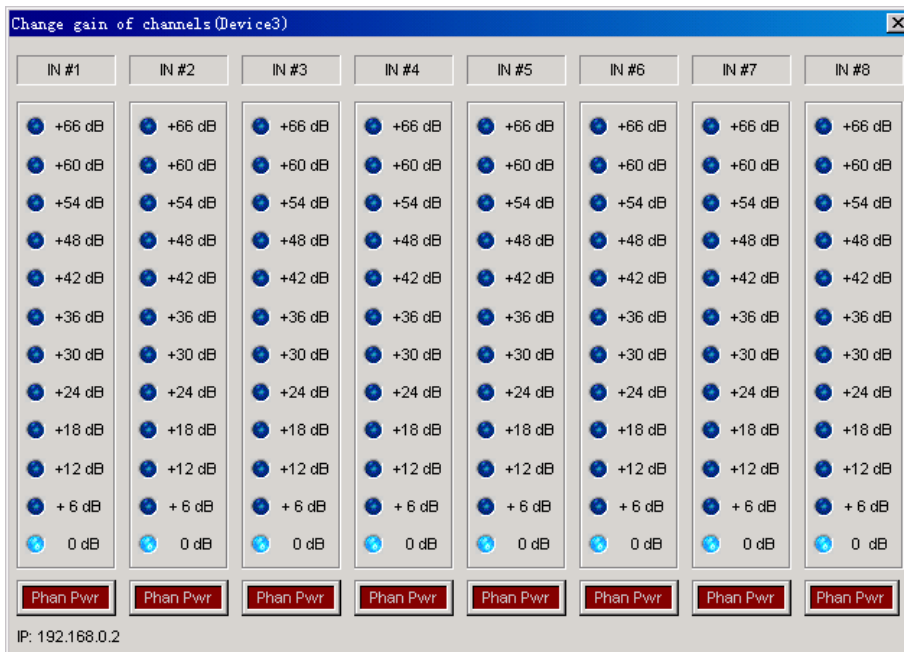 Change gain of channels(Device3)
IN #1 IN #2 IN #3 IN #4 IN #5 IN #6 IN #7 IN #8
+66 dB +66 dB +66 dB +66 dB +66 dB +66 dB +66 dB +66 dB
+60 dB +60 dB +60 dB +60 dB +60 dB +60 dB +60 dB +60 dB
+54 dB +54 dB +54 dB +54 dB +54 dB +54 dB +54 dB +54 dB
+48 dB +48 dB +48 dB +48 dB +48 dB +48 dB +48 dB +48 dB
+42 dB +42 dB +42 dB +42 dB +42 dB +42 dB +42 dB +42 dB
+36 dB +36 dB +36 dB +36 dB +36 dB +36 dB +36 dB +36 dB
+30 dB +30 dB +30 dB +30 dB +30 dB +30 dB +30 dB +30 dB
+24 dB +24 dB +24 dB +24 dB +24 dB +24 dB +24 dB +24 dB
+18 dB +18 dB +18 dB +18 dB +18 dB +18 dB +18 dB +18 dB
+12 dB +12 dB +12 dB +12 dB +12 dB +12 dB +12 dB +12 dB
+ 6 dB + 6 dB + 6 dB + 6 dB + 6 dB + 6 dB + 6 dB + 6 dB
0 dB 0 dB 0 dB 0 dB 0 dB 0 dB 0 dB 0 dB
Phan Pwr Phan Pwr Phan Pwr Phan Pwr Phan Pwr Phan Pwr Phan Pwr Phan Pwr
IP: 192.168.0.2